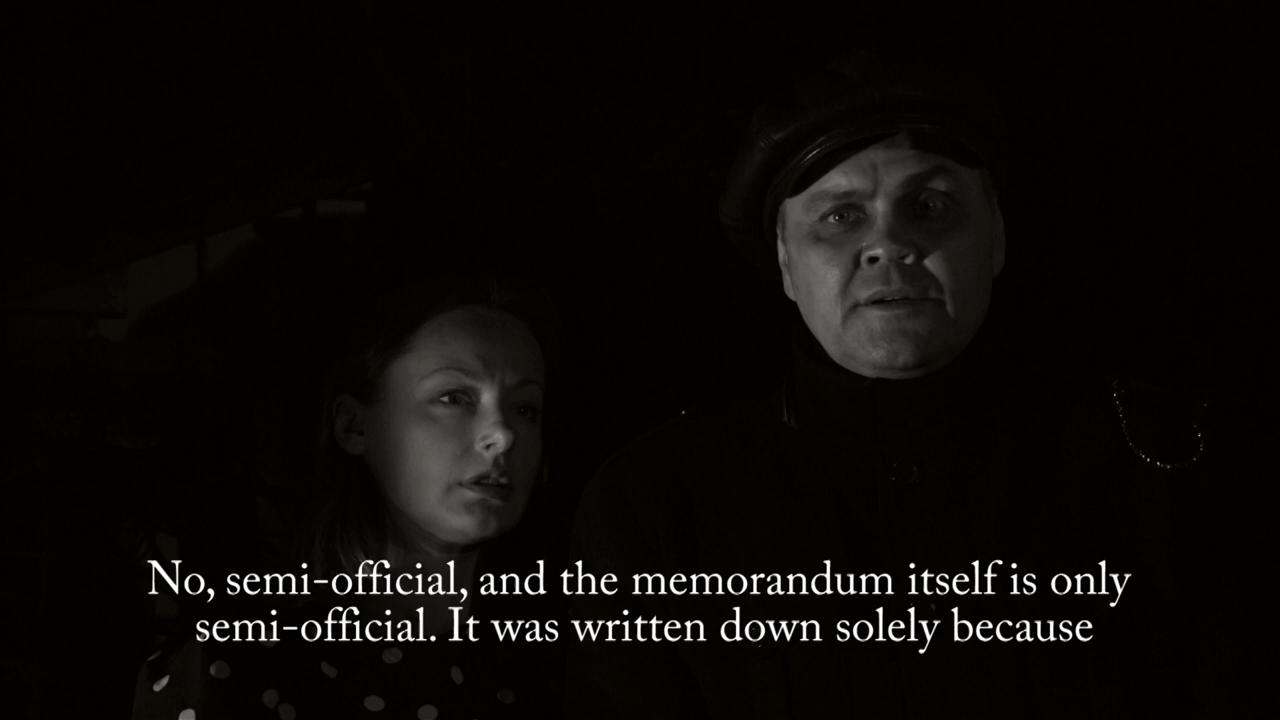 No, semi-official, and the memorandum itself is only
semi-official. It was written down solely because